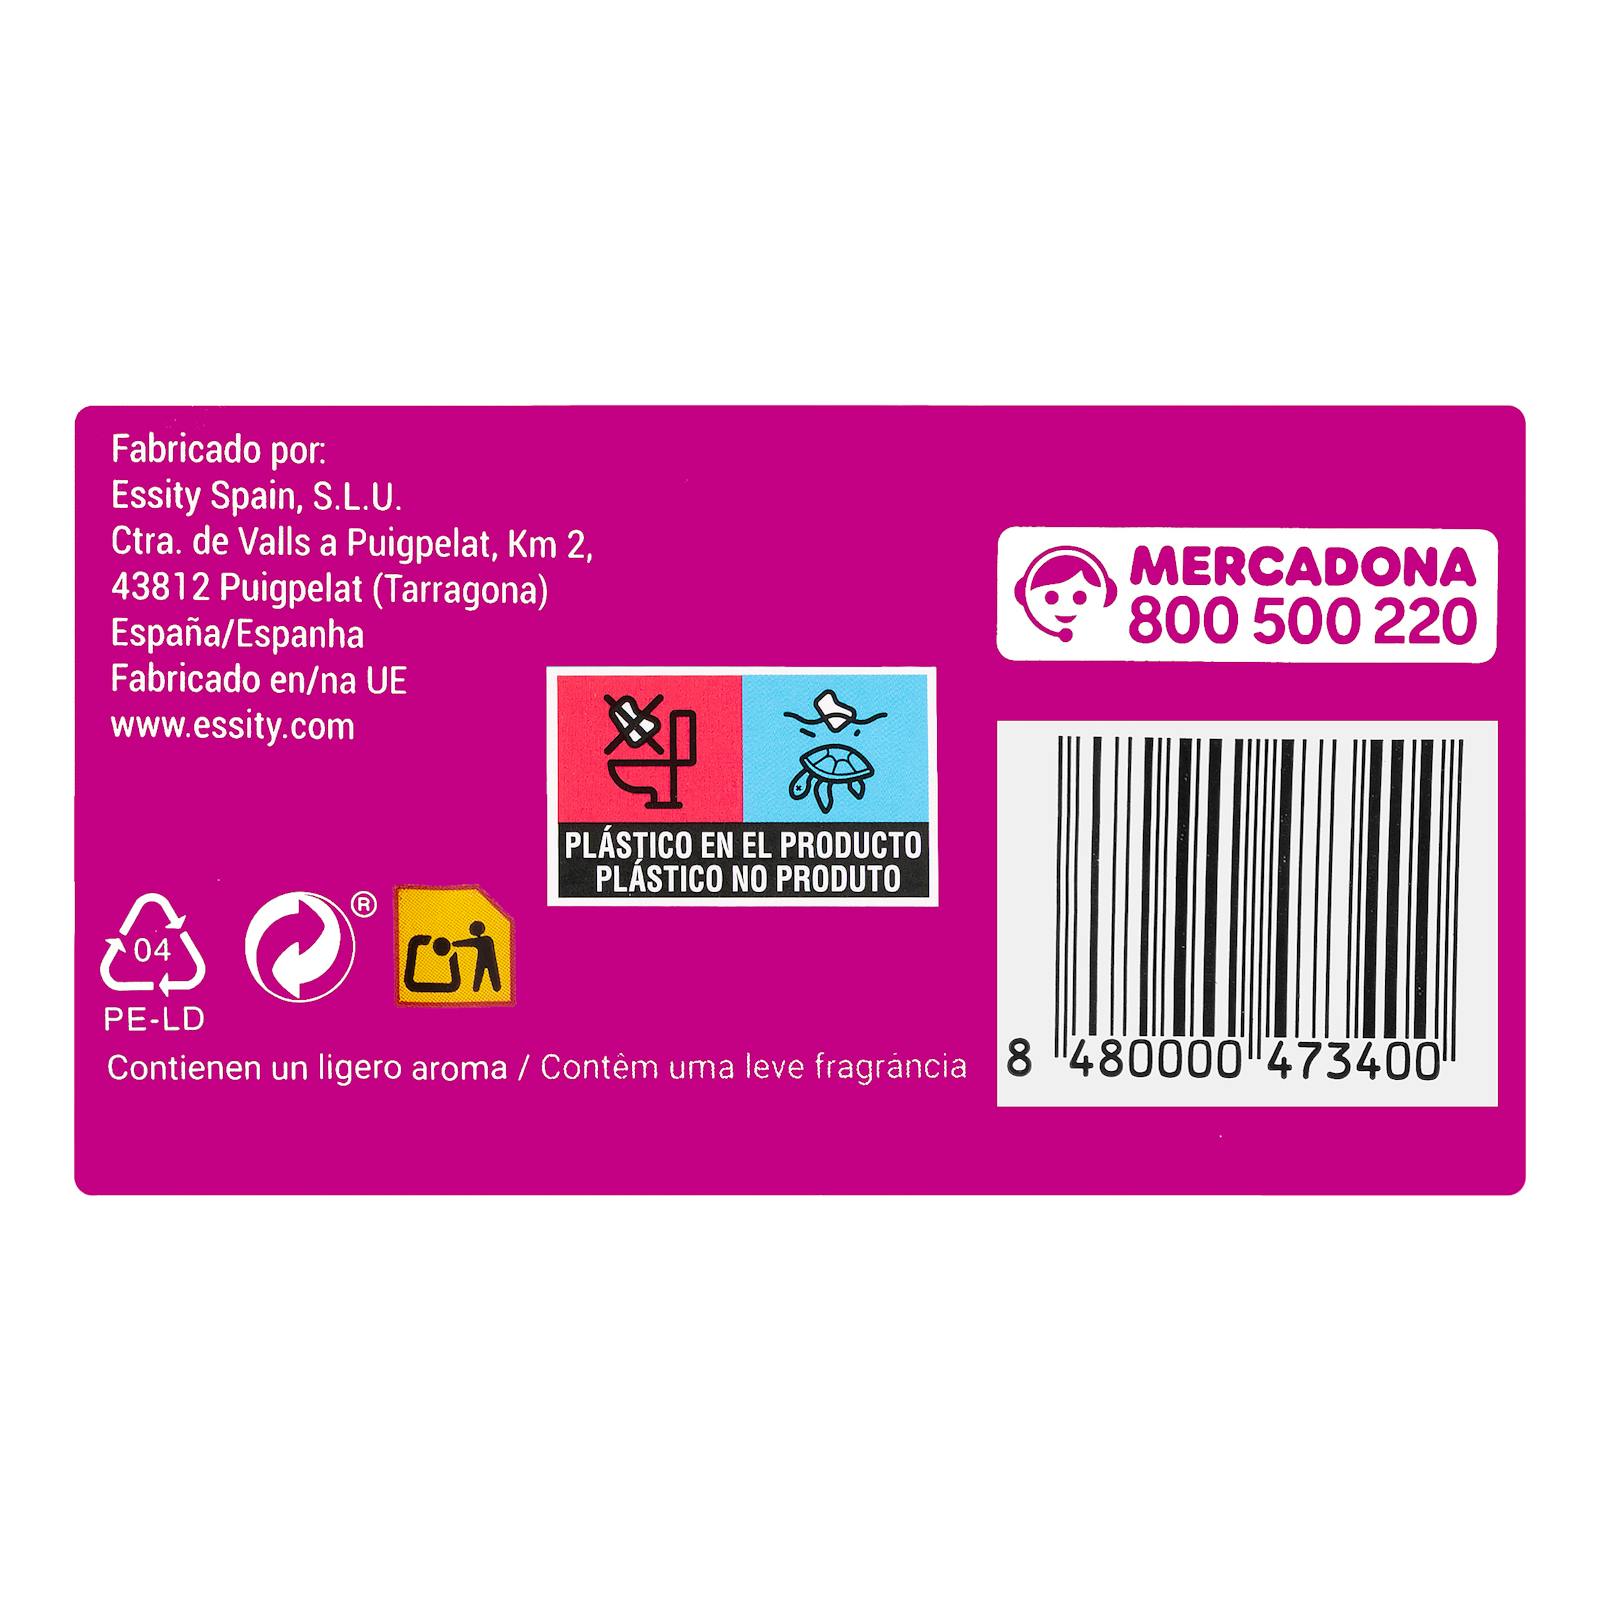 Fabricado por:
Essity Spain, S.L.U.
Ctra. de Valls a Puigpelat, Km 2,
43812 Puigpelat (Tarragona)
España/Espanha
Fabricado en/na UE
www.essity.com
MERCADONA
800 500 220
PLÁSTICO EN EL PRODUCTO
PLÁSTICO NO PRODUTO
04
PE-LD
®
Contienen un ligero aroma / Contêm uma leve fragrância
8 480000 473400